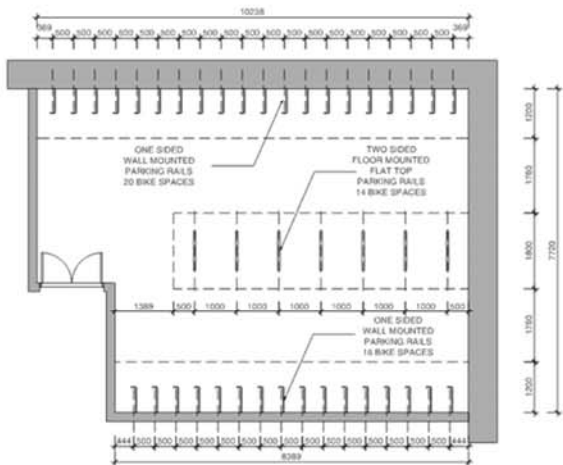 10238
369 500 500 500 500 500 500 500 500 500 500 500 500 500 500 500 500 500 500 500 369
ONE SIDED
WALL MOUNTED
PARKING RAILS
20 BIKE SPACES
TWO SIDED
FLOOR MOUNTED
FLAT TOP
PARKING RAILS
14 BIKE SPACES
1200
1760
1800
1760
1200
7720
1389 500 1000 1000 1000 1000 1000 1000 500
ONE SIDED
WALL MOUNTED
PARKING RAILS
16 BIKE SPACES
444 500 500 500 500 500 500 500 500 500 500 500 500 500 500 500 444
8389